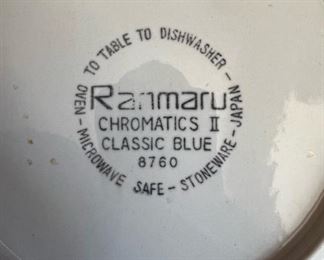 OVEN - TO TABLE TO DISHWASHER -
Ranmaru
CHROMATICS II
CLASSIC BLUE
8760
MICROWAVE SAFE - STONEWARE - JAPAN